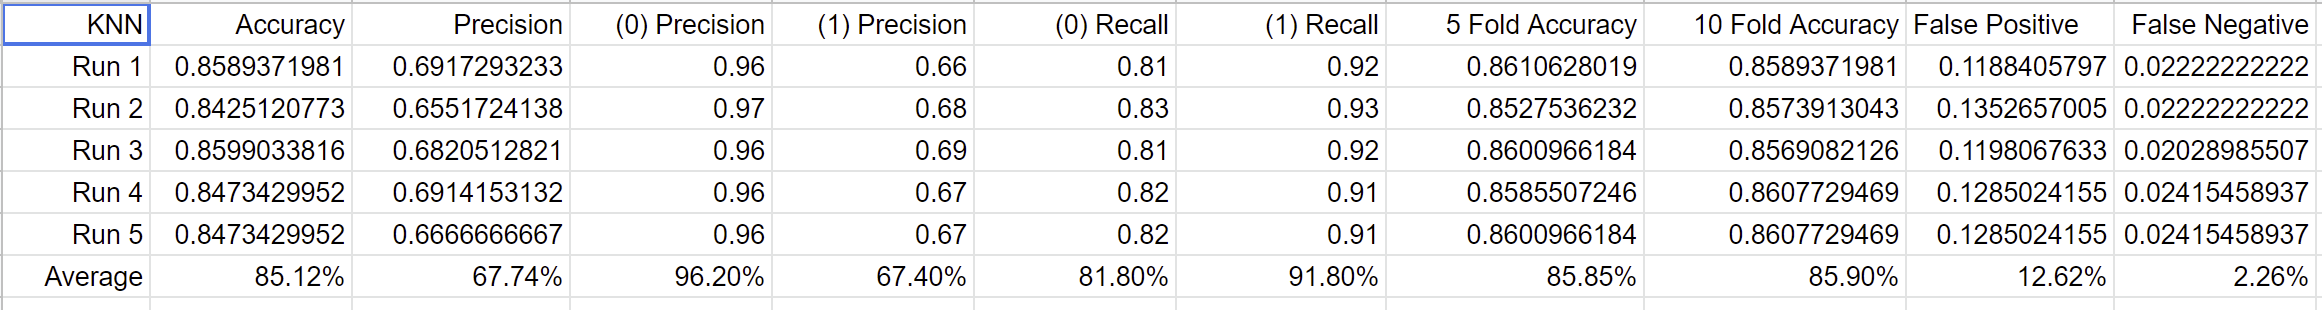 KNN Accuracy Precision (0) Precision (1) Precision (0) Recall (1) Recall 5 Fold Accuracy 10 Fold Accuracy False Positive False Negative
Run 1 0.8589371981 0.6917293233 0.96 0.66 0.81 0.92 0.8610628019 0.8589371981 0.1188405797 0.02222222222
Run 2 0.8425120773 0.6551724138 0.97 0.68 0.83 0.93 0.8527536232 0.8573913043 0.1352657005 0.02222222222
Run 3 0.8599033816 0.6820512821 0.96 0.69 0.81 0.92 0.8600966184 0.8569082126 0.1198067633 0.02028985507
Run 4 0.8473429952 0.6914153132 0.96 0.67 0.82 0.91 0.8585507246 0.8607729469 0.1285024155 0.02415458937
Run 5 0.8473429952 0.6666666667 0.96 0.67 0.82 0.91 0.8600966184 0.8607729469 0.1285024155 0.02415458937
Average 85.12% 67.74% 96.20% 67.40% 81.80% 91.80% 85.85% 85.90% 12.62% 2.26%